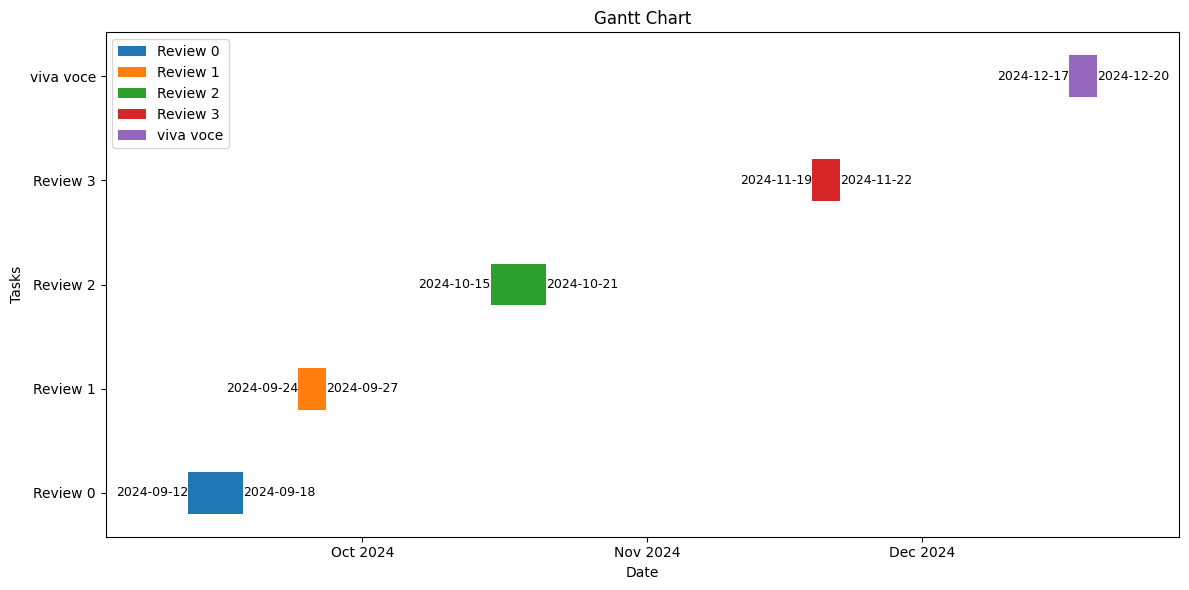 Gantt Chart
Review 0
Review 1
Review 2
Review 3
viva voce
Tasks
viva voce
2024-12-17 2024-12-20
Review 3
2024-11-19 2024-11-22
Review 2
2024-10-15 2024-10-21
Review 1
2024-09-24 2024-09-27
Review 0
2024-09-12 2024-09-18
Oct 2024 Nov 2024 Dec 2024
Date